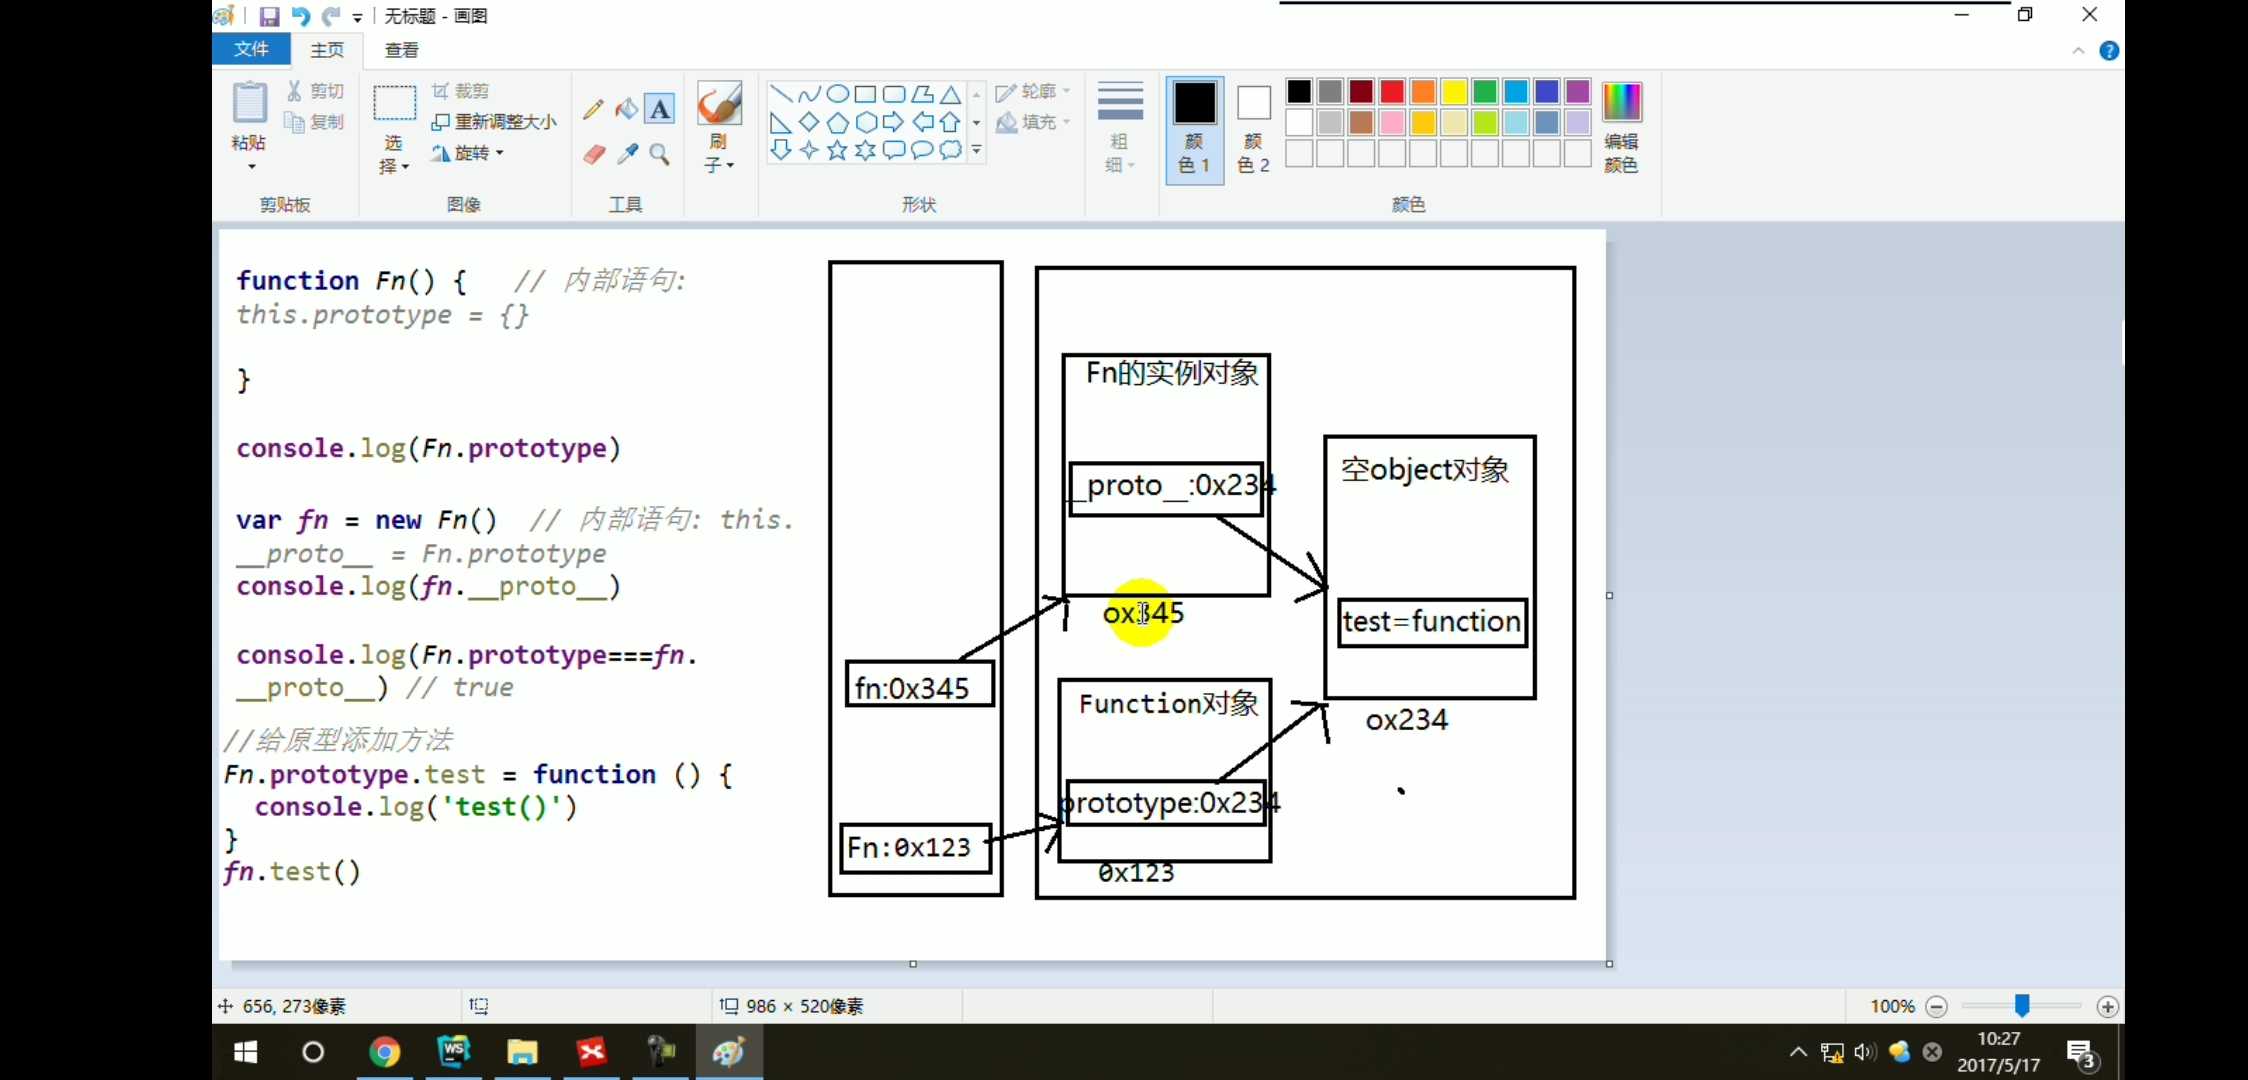 无标题 - 画图
文件 主页 查看
粘贴 剪切 复制 剪贴板
选择 裁剪 重新调整大小 旋转 图像
A
工具
刷子
轮廓 填充 形状
粗细
颜色 1 颜色 2 编辑颜色 颜色
function Fn() { // 内部语句:
this.prototype = {}
}
console.log(Fn.prototype)
var fn = new Fn() // 内部语句: this.
__proto__ = Fn.prototype
console.log(fn.__proto__)
console.log(Fn.prototype===fn.
__proto__) // true
//给原型添加方法
Fn.prototype.test = function () {
console.log('test()')
}
fn.test()
fn:0x345
Fn:0x123
Fn的实例对象
__proto__:0x234
ox345
Function对象
prototype:0x234
0x123
空object对象
test=function
ox234
656, 273像素
986 × 520像素
100%
WS
10:27
2017/5/17
3